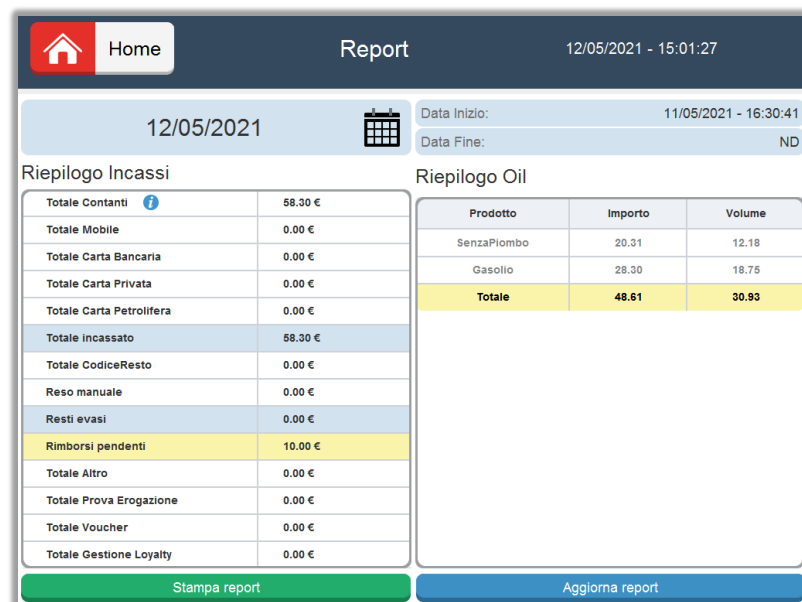 Home
Report
12/05/2021 - 15:01:27
12/05/2021
Data Inizio: 11/05/2021 - 16:30:41
Data Fine: ND
Riepilogo Incassi
Totale Contanti i 58.30 €
Totale Mobile 0.00 €
Totale Carta Bancaria 0.00 €
Totale Carta Privata 0.00 €
Totale Carta Petrolifera 0.00 €
Totale incassato 58.30 €
Totale CodiceResto 0.00 €
Reso manuale 0.00 €
Resti evasi 0.00 €
Rimborsi pendenti 10.00 €
Totale Altro 0.00 €
Totale Prova Erogazione 0.00 €
Totale Voucher 0.00 €
Totale Gestione Loyalty 0.00 €
Stampa report
Riepilogo Oil
Prodotto Importo Volume
SenzaPiombo 20.31 12.18
Gasolio 28.30 18.75
Totale 48.61 30.93
Aggiorna report